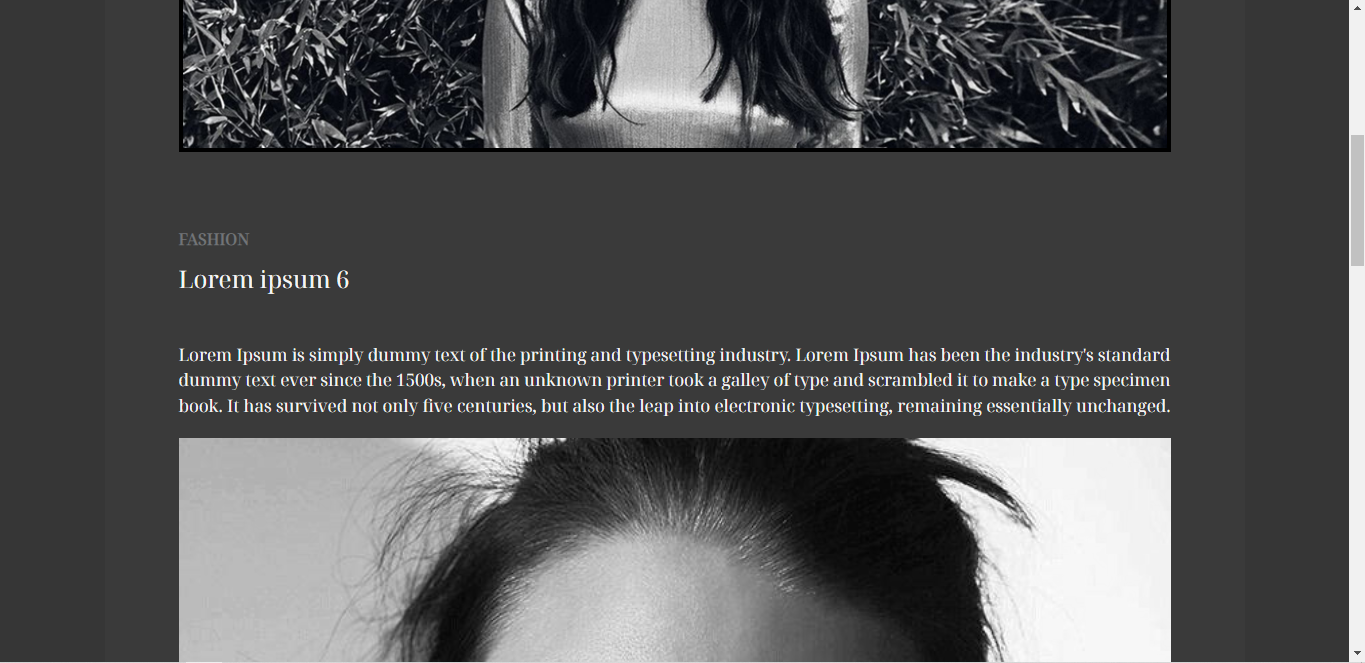 FASHION
Lorem ipsum 6
Lorem Ipsum is simply dummy text of the printing and typesetting industry. Lorem Ipsum has been the industry's standard
dummy text ever since the 1500s, when an unknown printer took a galley of type and scrambled it to make a type specimen
book. It has survived not only five centuries, but also the leap into electronic typesetting, remaining essentially unchanged.